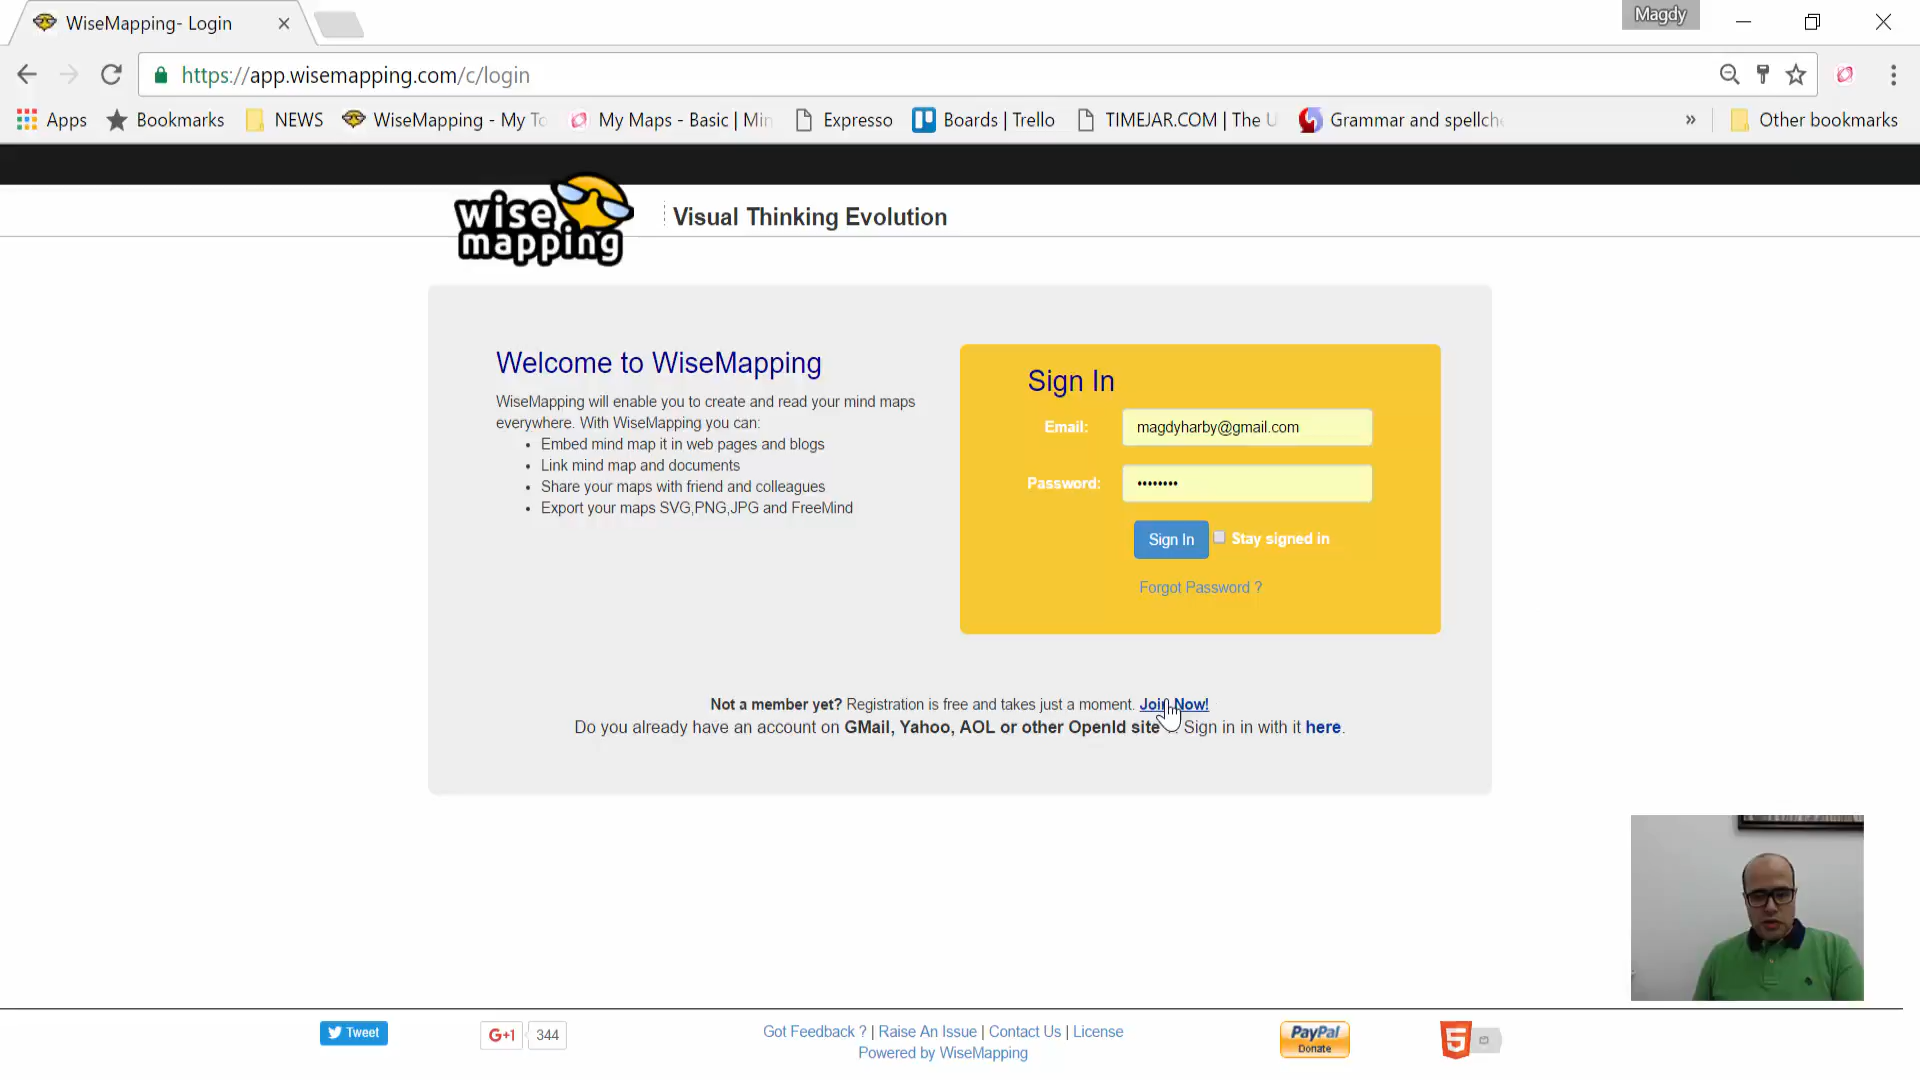 WiseMapping- Login
Magdy
https://app.wisemapping.com/c/login
Apps Bookmarks NEWS WiseMapping - My To My Maps - Basic | Min Expresso Boards | Trello TIMEJAR.COM | The U Grammar and spellche » Other bookmarks
wise
mapping
Visual Thinking Evolution
Welcome to WiseMapping
WiseMapping will enable you to create and read your mind maps
everywhere. With WiseMapping you can:
• Embed mind map it in web pages and blogs
• Link mind map and documents
• Share your maps with friend and colleagues
• Export your maps SVG,PNG,JPG and FreeMind
Sign In
Email: magdyharby@gmail.com
Password: ••••••••
Sign In Stay signed in
Forgot Password ?
Not a member yet? Registration is free and takes just a moment. Join Now!
Do you already have an account on GMail, Yahoo, AOL or other OpenId site Sign in in with it here.
Tweet
G+1 344
Got Feedback ? | Raise An Issue | Contact Us | License
Powered by WiseMapping
PayPal
Donate
5